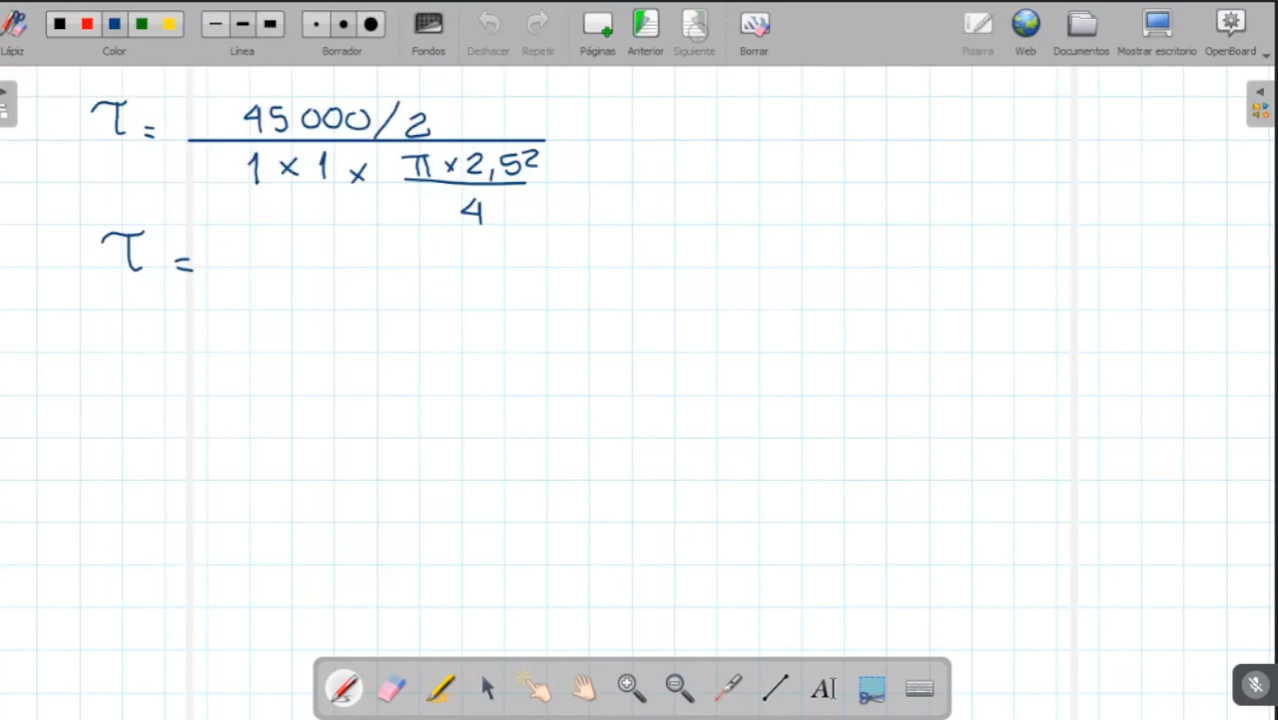 Lápiz
Color
Línea
Borrador
Fondos
Deshacer
Repetir
Páginas
Anterior
Siguiente
Borrar
Pizarra
Web
Documentos
Mostrar escritorio
OpenBoard
τ = 45 000/2
1 × 1 × π × 2,5²
4
τ =
AI